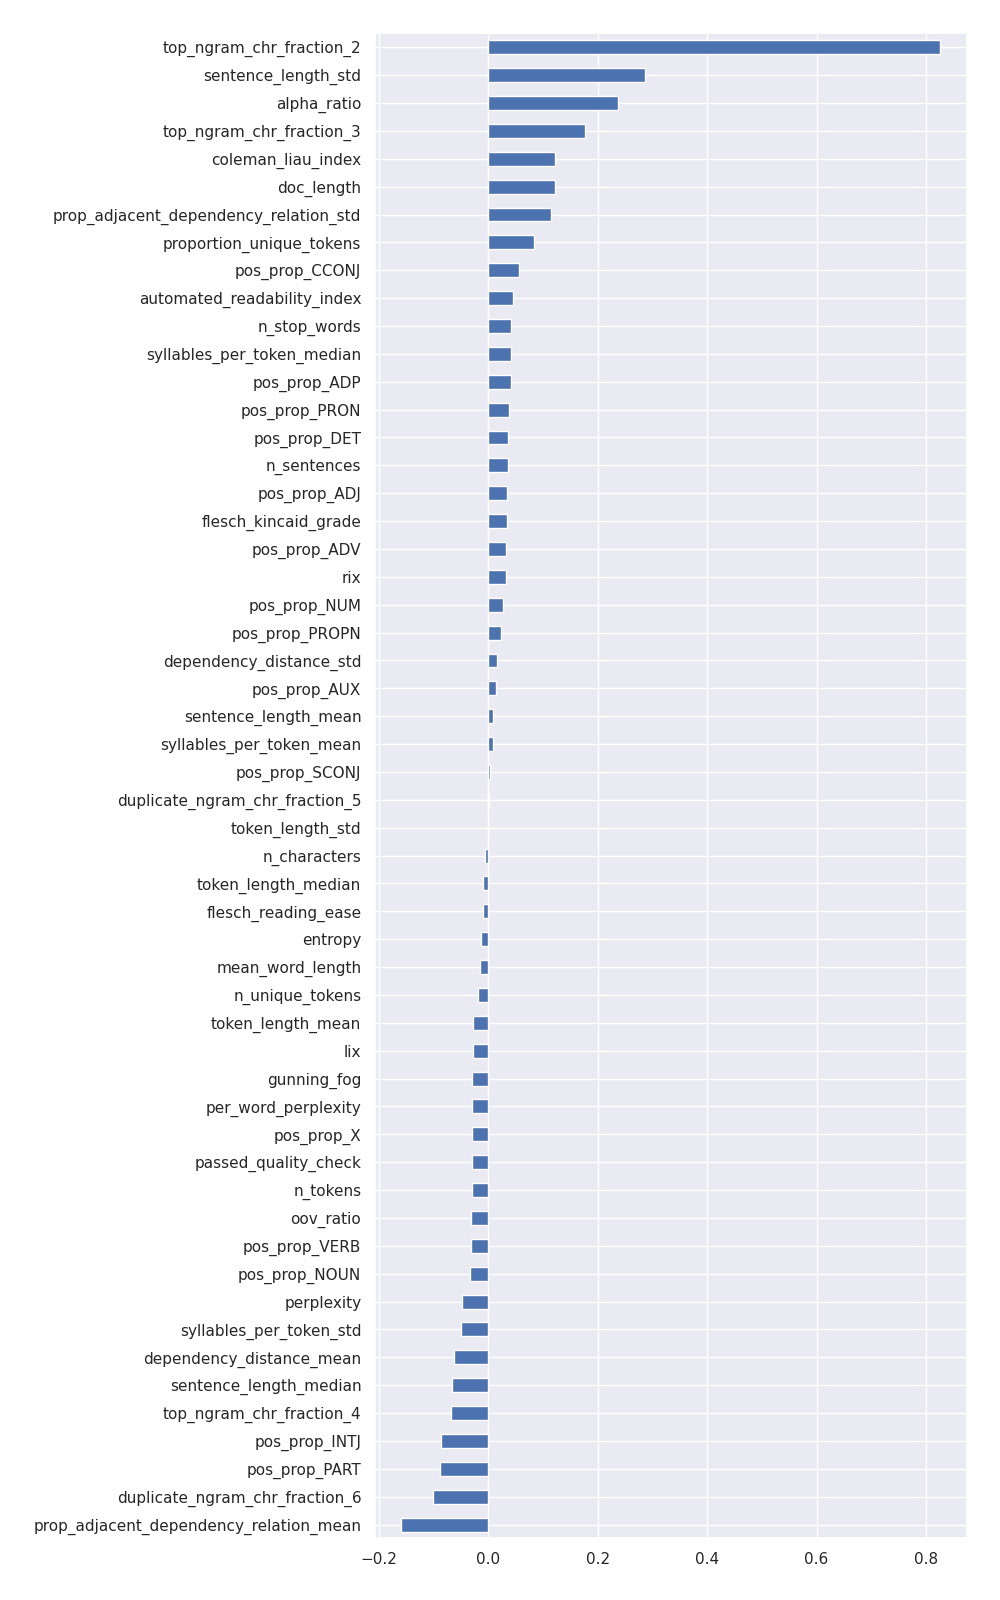 top_ngram_chr_fraction_2
sentence_length_std
alpha_ratio
top_ngram_chr_fraction_3
coleman_liau_index
doc_length
prop_adjacent_dependency_relation_std
proportion_unique_tokens
pos_prop_CCONJ
automated_readability_index
n_stop_words
syllables_per_token_median
pos_prop_ADP
pos_prop_PRON
pos_prop_DET
n_sentences
pos_prop_ADJ
flesch_kincaid_grade
pos_prop_ADV
rix
pos_prop_NUM
pos_prop_PROPN
dependency_distance_std
pos_prop_AUX
sentence_length_mean
syllables_per_token_mean
pos_prop_SCONJ
duplicate_ngram_chr_fraction_5
token_length_std
n_characters
token_length_median
flesch_reading_ease
entropy
mean_word_length
n_unique_tokens
token_length_mean
lix
gunning_fog
per_word_perplexity
pos_prop_X
passed_quality_check
n_tokens
oov_ratio
pos_prop_VERB
pos_prop_NOUN
perplexity
syllables_per_token_std
dependency_distance_mean
sentence_length_median
top_ngram_chr_fraction_4
pos_prop_INTJ
pos_prop_PART
duplicate_ngram_chr_fraction_6
prop_adjacent_dependency_relation_mean
−0.2 0.0 0.2 0.4 0.6 0.8